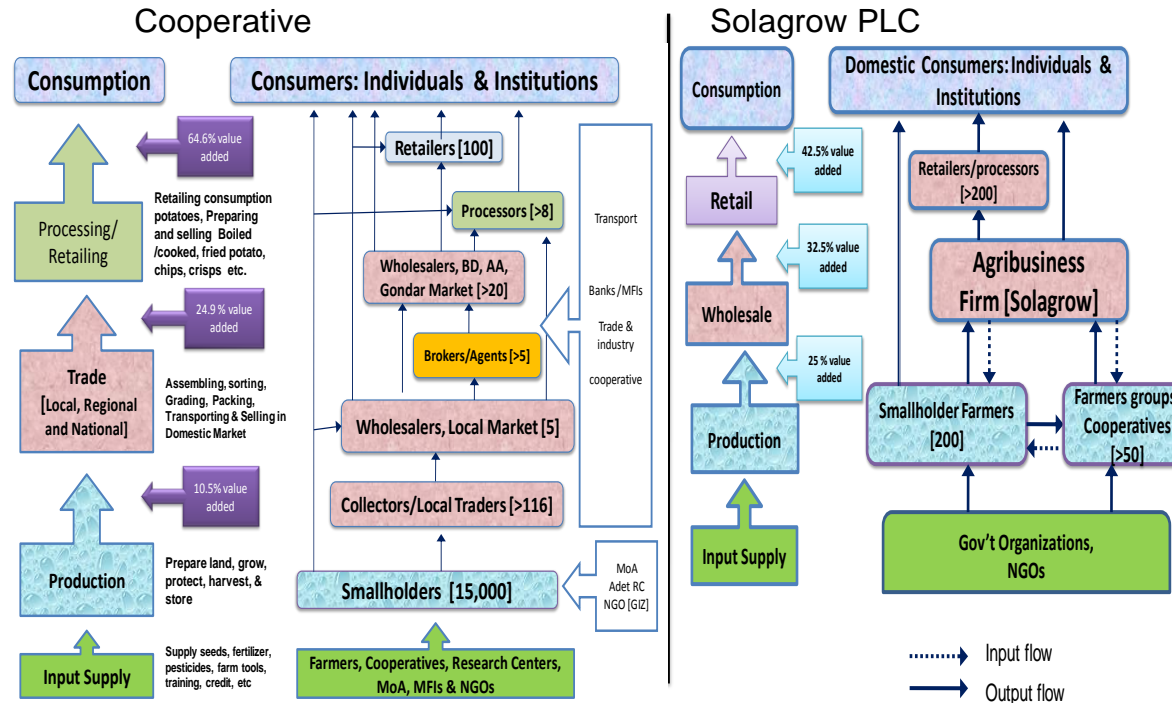 Cooperative
Consumption
Consumers: Individuals & Institutions
64.6% value
added
Retailers [100]
Processing/
Retailing
Retailing consumption
potatoes, Preparing
and selling Boiled
/cooked, fried potato,
chips, crisps etc.
Processors [>8]
Transport
Wholesalers, BD, AA,
Gondar Market [>20]
Banks/MFIs
24.9 % value
added
Trade &
industry
Brokers/Agents [>5]
cooperative
Trade
[Local, Regional
and National]
Assembling, sorting,
Grading, Packing,
Transporting & Selling in
Domestic Market
Wholesalers, Local Market [5]
10.5% value
added
Collectors/Local Traders [>116]
Production
Prepare land, grow,
protect, harvest, &
store
Smallholders [15,000]
MoA
Adet RC
NGO [GIZ]
Input Supply
Supply seeds, fertilizer,
pesticides, farm tools,
training, credit, etc
Farmers, Cooperatives, Research Centers,
MoA, MFIs & NGOs
Solagrow PLC
Consumption
Domestic Consumers: Individuals &
Institutions
42.5% value
added
Retailers/processors
[>200]
Retail
32.5% value
added
Agribusiness
Firm [Solagrow]
Wholesale
25 % value
added
Smallholder Farmers
[200]
Farmers groups
Cooperatives
[>50]
Production
Input Supply
Gov't Organizations,
NGOs
Input flow
Output flow